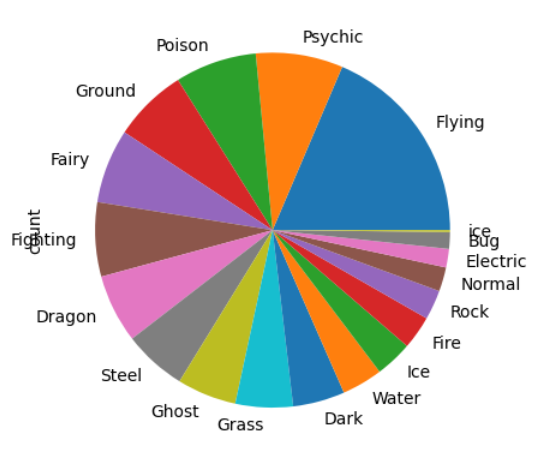 Flying
Psychic
Poison
Ground
Fairy
Fighting
count
Dragon
Steel
Ghost
Grass
Dark
Water
Ice
Fire
Rock
Normal
Electric
Bug
ice